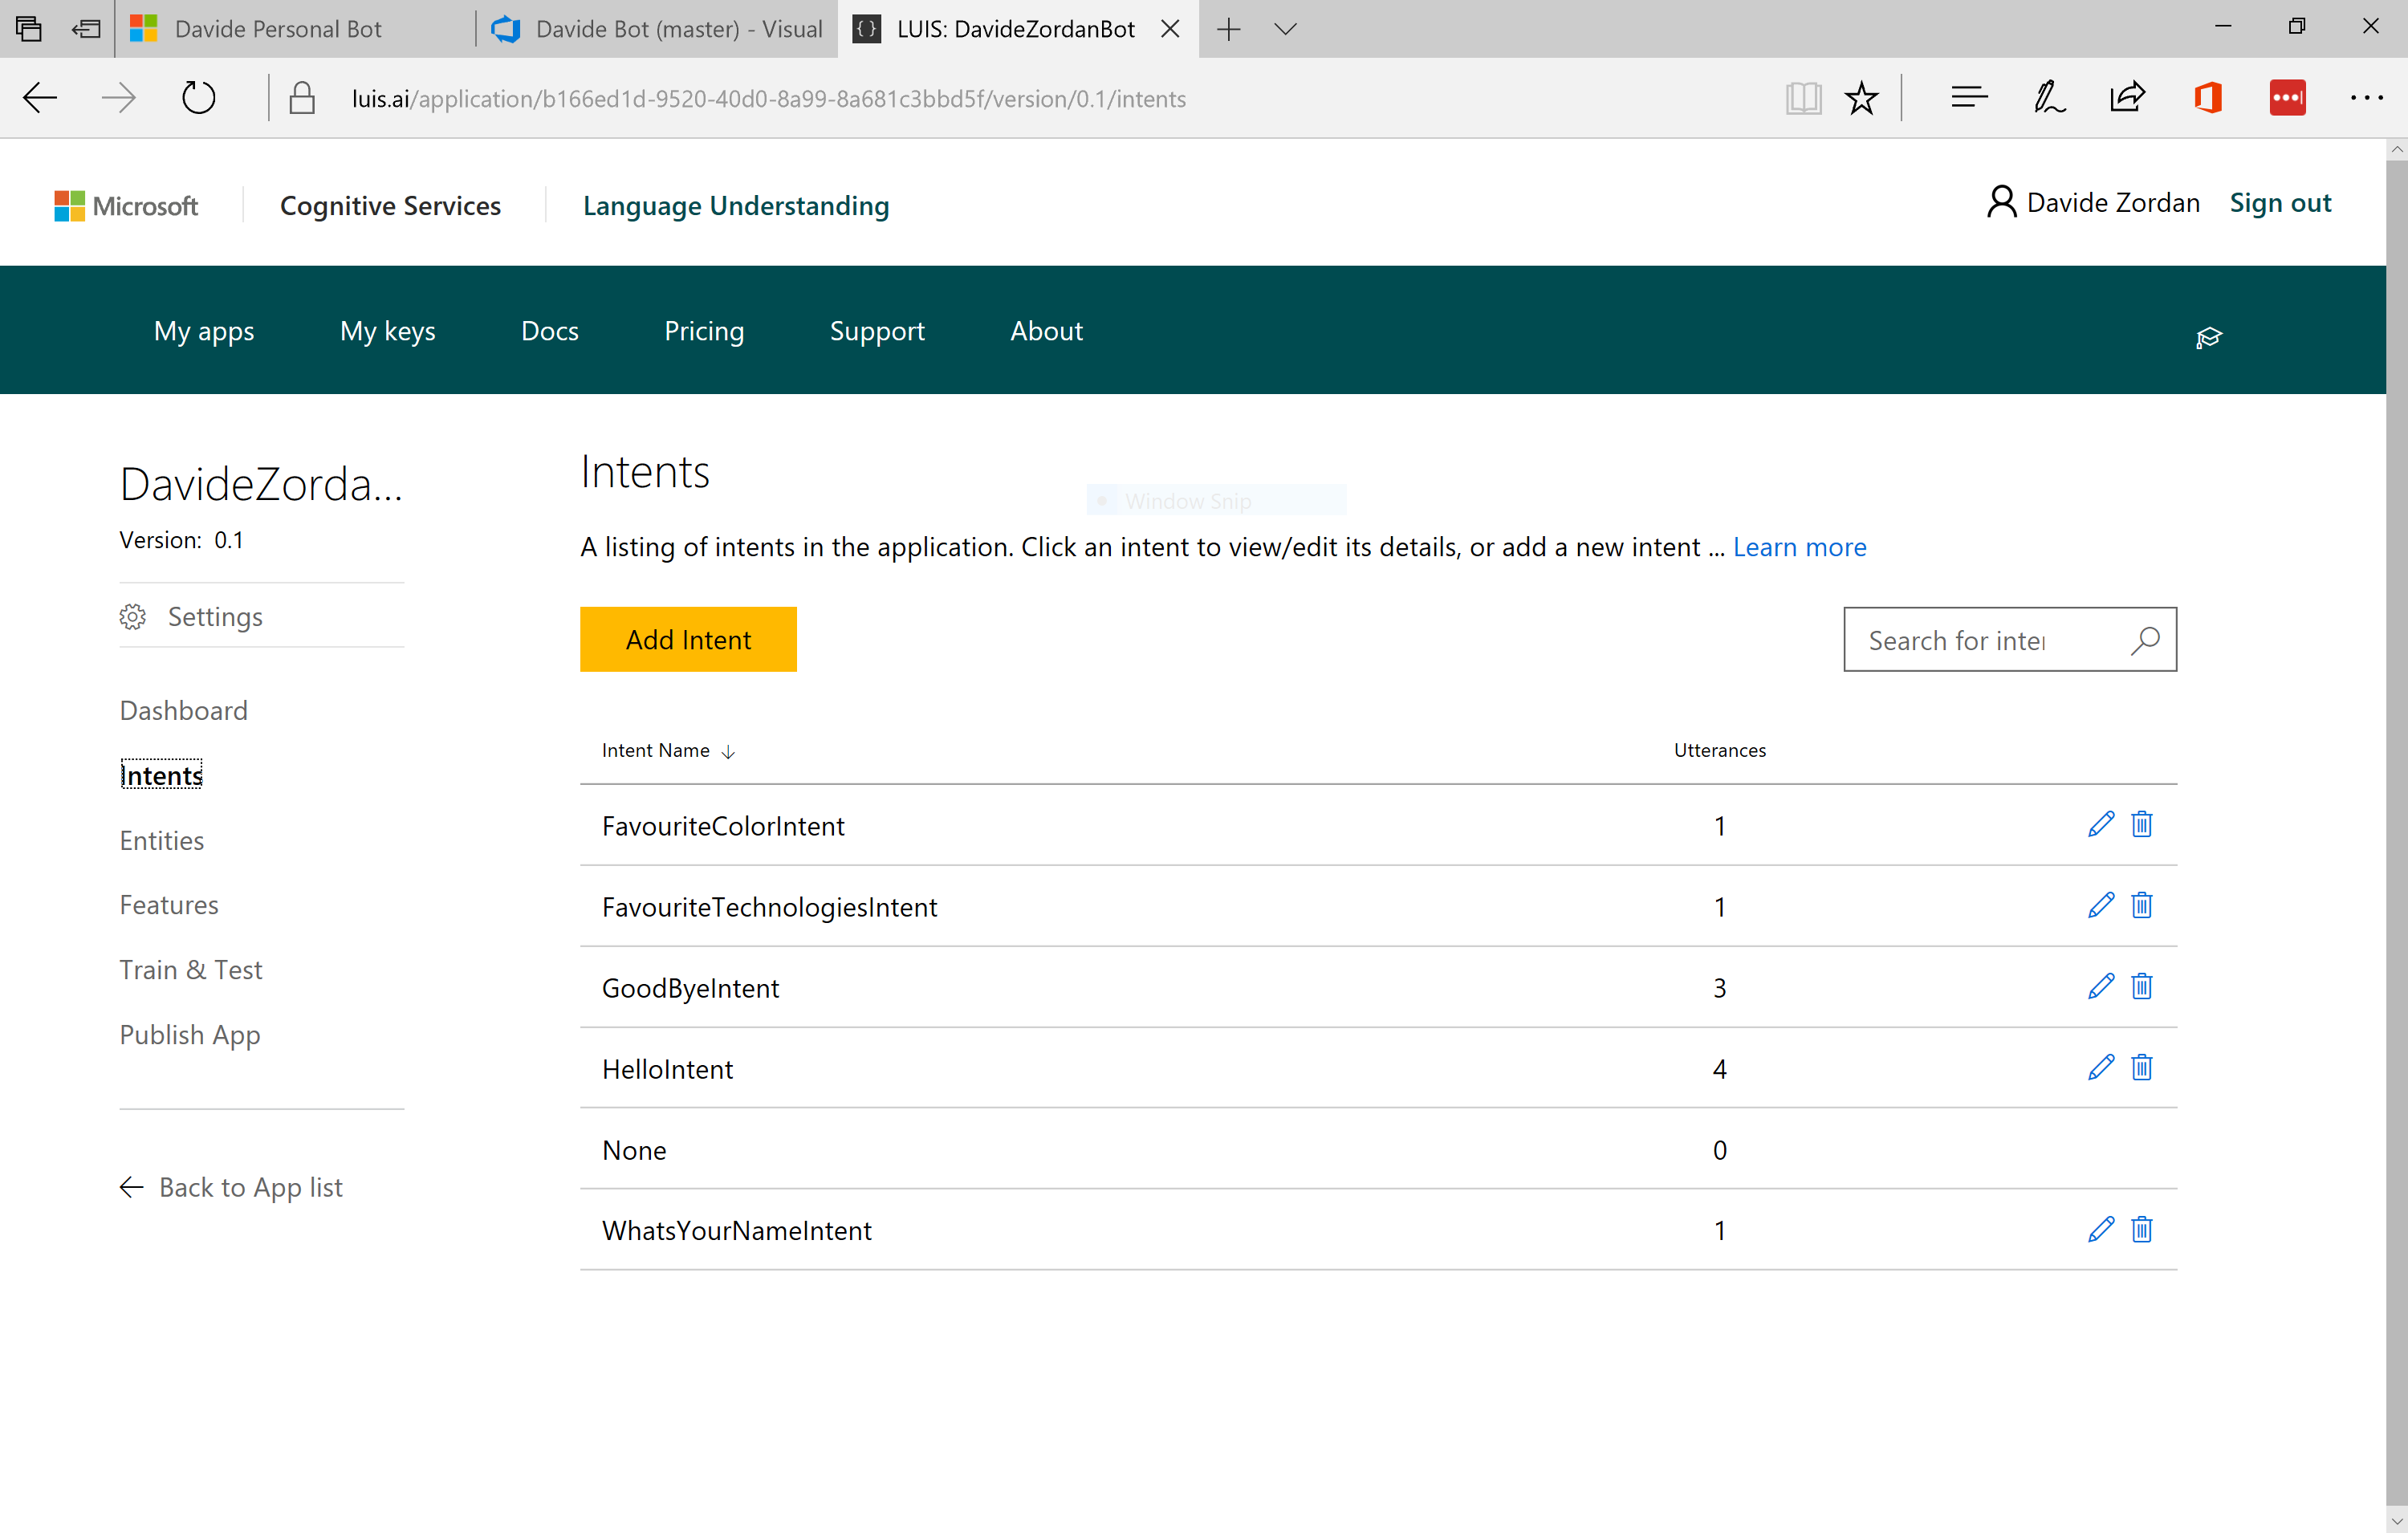 Davide Personal Bot
Davide Bot (master) - Visual
LUIS: DavideZordanBot
luis.ai/application/b166ed1d-9520-40d0-8a99-8a681c3bbd5f/version/0.1/intents
Microsoft
Cognitive Services
Language Understanding
Davide Zordan
Sign out
My apps
My keys
Docs
Pricing
Support
About
DavideZorda...
Version: 0.1
Settings
Dashboard
Intents
Entities
Features
Train & Test
Publish App
Back to App list
Intents
Window Snip
A listing of intents in the application. Click an intent to view/edit its details, or add a new intent ... Learn more
Add Intent
Search for inte
Intent Name Utterances
FavouriteColorIntent 1
FavouriteTechnologiesIntent 1
GoodByeIntent 3
HelloIntent 4
None 0
WhatsYourNameIntent 1